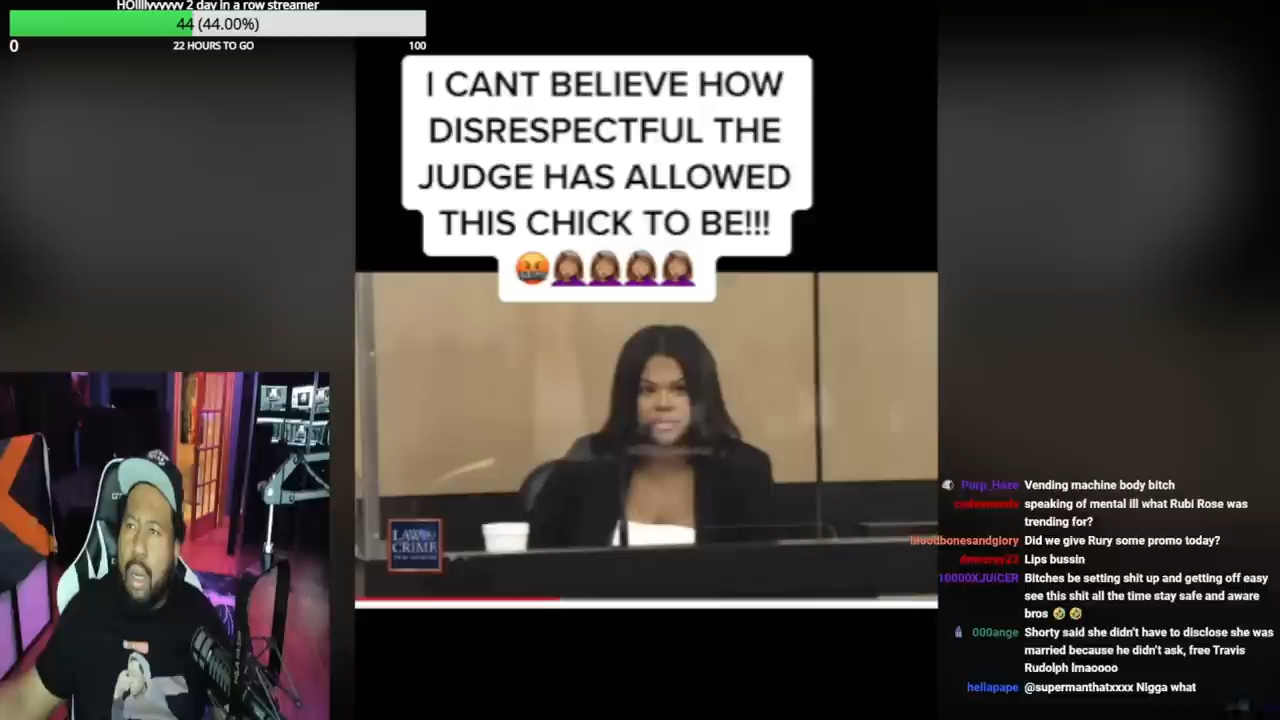 HOllllyvvvvv 2 day in a row streamer
44 (44.00%)
0
22 HOURS TO GO
100
I CANT BELIEVE HOW
DISRESPECTFUL THE
JUDGE HAS ALLOWED
THIS CHICK TO BE!!!
🤬🤦🏽‍♀️🤦🏽‍♀️🤦🏽‍♀️🤦🏽‍♀️
LAW&
CRIME
Purp_Haze Vending machine body bitch
speaking of mental Ill what Rubi Rose was
trending for?
bloodbonesandglory Did we give Rury some promo today?
Lips bussin
10000XJUiCER Bitches be setting shit up and getting off easy
see this shit all the time stay safe and aware
bros 🤣 🤣
000ange Shorty said she didn't have to disclose she was
married because he didn't ask, free Travis
Rudolph lmaoooo
hellapape @supermanthatxxxx Nigga what